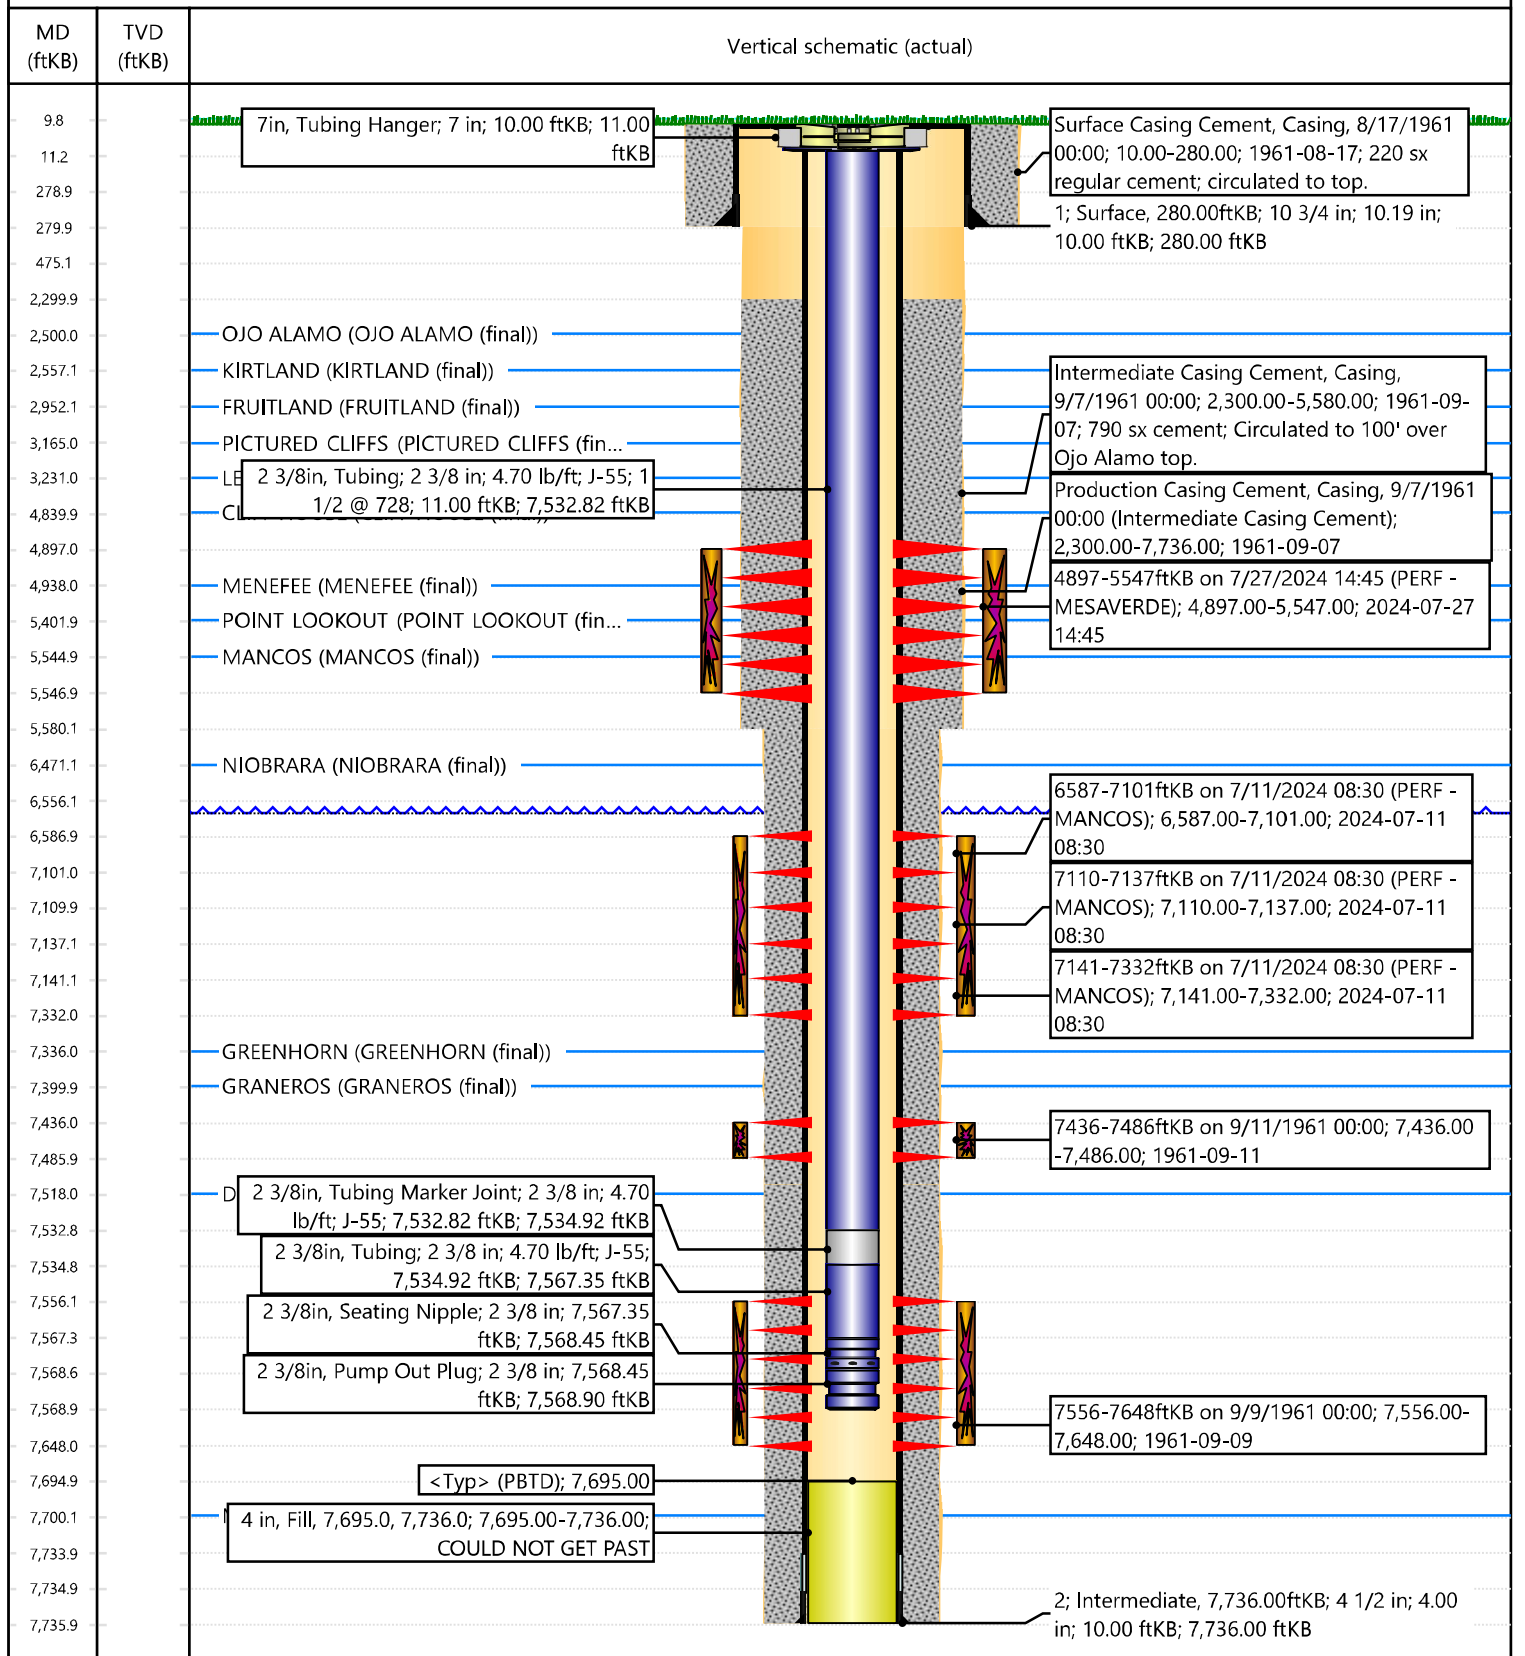 MD
(ftKB)
TVD
(ftKB)
Vertical schematic (actual)
9.8
11.2
278.9
279.9
475.1
2,299.9
2,500.0
2,557.1
2,952.1
3,165.0
3,231.0
4,839.9
4,897.0
4,938.0
5,401.9
5,544.9
5,546.9
5,580.1
6,471.1
6,556.1
6,586.9
7,101.0
7,109.9
7,137.1
7,141.1
7,332.0
7,336.0
7,399.9
7,436.0
7,485.9
7,518.0
7,532.8
7,534.8
7,556.1
7,567.3
7,568.6
7,568.9
7,648.0
7,694.9
7,700.1
7,733.9
7,734.9
7,735.9
7in, Tubing Hanger; 7 in; 10.00 ftKB; 11.00
ftKB
OJO ALAMO (OJO ALAMO (final))
KIRTLAND (KIRTLAND (final))
FRUITLAND (FRUITLAND (final))
PICTURED CLIFFS (PICTURED CLIFFS (fin...
LE
2 3/8in, Tubing; 2 3/8 in; 4.70 lb/ft; J-55; 1
1/2 @ 728; 11.00 ftKB; 7,532.82 ftKB
MENEFEE (MENEFEE (final))
POINT LOOKOUT (POINT LOOKOUT (fin...
MANCOS (MANCOS (final))
NIOBRARA (NIOBRARA (final))
GREENHORN (GREENHORN (final))
GRANEROS (GRANEROS (final))
D
2 3/8in, Tubing Marker Joint; 2 3/8 in; 4.70
lb/ft; J-55; 7,532.82 ftKB; 7,534.92 ftKB
2 3/8in, Tubing; 2 3/8 in; 4.70 lb/ft; J-55;
7,534.92 ftKB; 7,567.35 ftKB
2 3/8in, Seating Nipple; 2 3/8 in; 7,567.35
ftKB; 7,568.45 ftKB
2 3/8in, Pump Out Plug; 2 3/8 in; 7,568.45
ftKB; 7,568.90 ftKB
<Typ> (PBTD); 7,695.00
4 in, Fill, 7,695.0, 7,736.0; 7,695.00-7,736.00;
COULD NOT GET PAST
Surface Casing Cement, Casing, 8/17/1961
00:00; 10.00-280.00; 1961-08-17; 220 sx
regular cement; circulated to top.
1; Surface, 280.00ftKB; 10 3/4 in; 10.19 in;
10.00 ftKB; 280.00 ftKB
Intermediate Casing Cement, Casing,
9/7/1961 00:00; 2,300.00-5,580.00; 1961-09-
07; 790 sx cement; Circulated to 100' over
Ojo Alamo top.
Production Casing Cement, Casing, 9/7/1961
00:00 (Intermediate Casing Cement);
2,300.00-7,736.00; 1961-09-07
4897-5547ftKB on 7/27/2024 14:45 (PERF -
MESAVERDE); 4,897.00-5,547.00; 2024-07-27
14:45
6587-7101ftKB on 7/11/2024 08:30 (PERF -
MANCOS); 6,587.00-7,101.00; 2024-07-11
08:30
7110-7137ftKB on 7/11/2024 08:30 (PERF -
MANCOS); 7,110.00-7,137.00; 2024-07-11
08:30
7141-7332ftKB on 7/11/2024 08:30 (PERF -
MANCOS); 7,141.00-7,332.00; 2024-07-11
08:30
7436-7486ftKB on 9/11/1961 00:00; 7,436.00
-7,486.00; 1961-09-11
7556-7648ftKB on 9/9/1961 00:00; 7,556.00-
7,648.00; 1961-09-09
2; Intermediate, 7,736.00ftKB; 4 1/2 in; 4.00
in; 10.00 ftKB; 7,736.00 ftKB